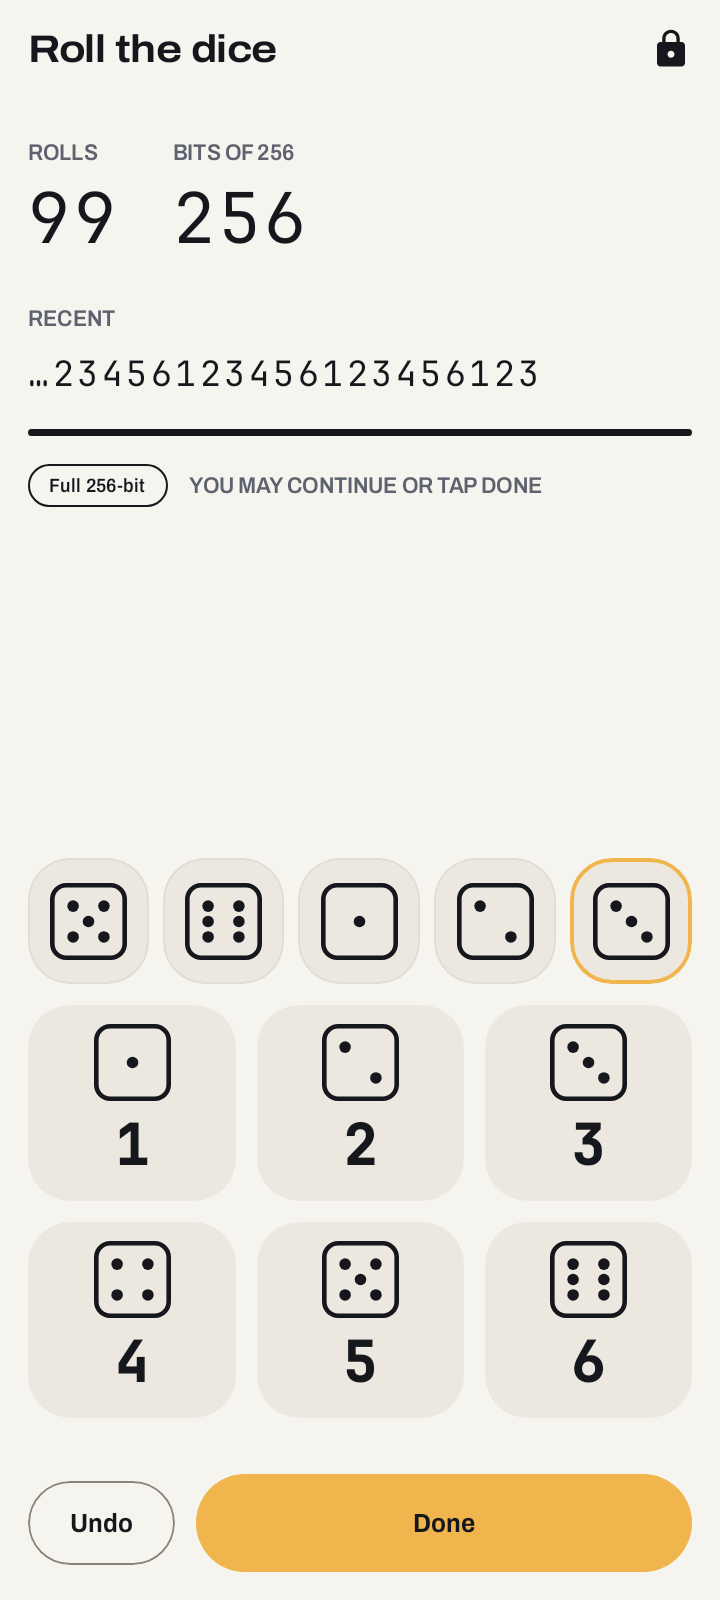 Roll the dice
ROLLS BITS OF 256
99 256
RECENT
…23456123456123456123
Full 256-bit YOU MAY CONTINUE OR TAP DONE
1 2 3
4 5 6
Undo Done